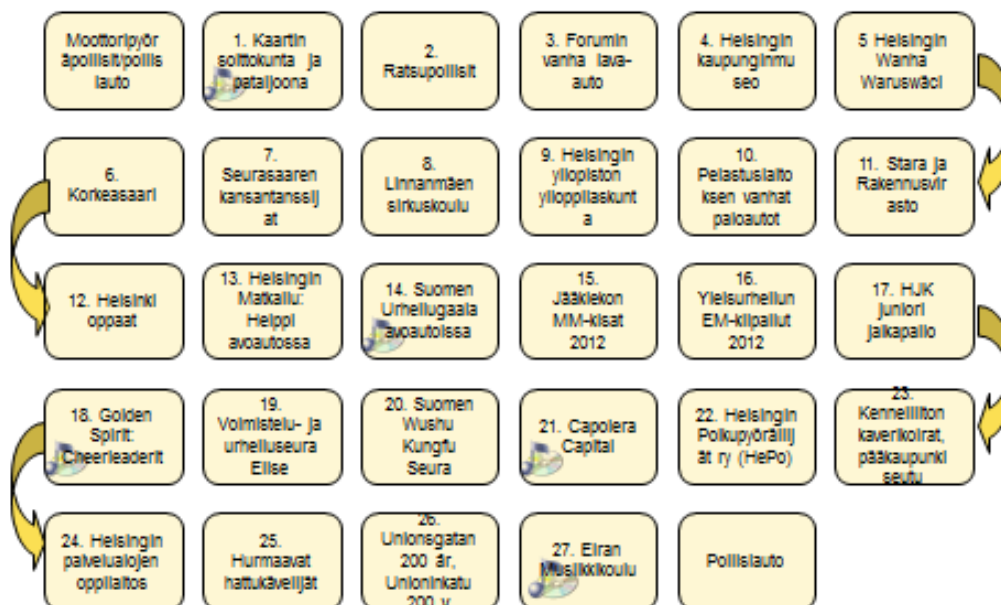 Moottoripyör
äpoliisit/poliis
iauto
1. Kaartin
soittokunta ja
pataljoona
2.
Ratsupoliisit
3. Forumin
vanha lava-
auto
4. Helsingin
kaupunginmu
seo
5 Helsingin
Wanha
Waruswäci
6.
Korkeasaari
7.
Seurasaaren
kansantanssij
at
8.
Linnanmäen
sirkuskoulu
9. Helsingin
yliopiston
ylioppilaskunt
a
10.
Pelastuslaito
ksen vanhat
paloautot
11. Stara ja
Rakennusvir
asto
12. Helsinki
oppaat
13. Helsingin
Matkailu:
Helppi
avoautossa
14. Suomen
Urheilugaala
avoautoissa
15.
Jääkiekon
MM-kisat
2012
16.
Yleisurheilun
EM-kilpailut
2012
17. HJK
juniori
jalkapallo
18. Golden
Spirit:
Cheerleaderit
19.
Voimistelu- ja
urheiluseura
Elise
20. Suomen
Wushu
Kungfu
Seura
21. Capoiera
Capital
22. Helsingin
Polkupyöräilij
ät ry (HePo)
23.
Kennelliiton
kaverikoirat,
pääkaupunki
seutu
24. Helsingin
palvelualojen
oppilaitos
25.
Hurmaavat
hattukävelijät
26.
Unionsgatan
200 år,
Unioninkatu
200 v
27. Eiran
Musiikkikoulu
Poliisiauto